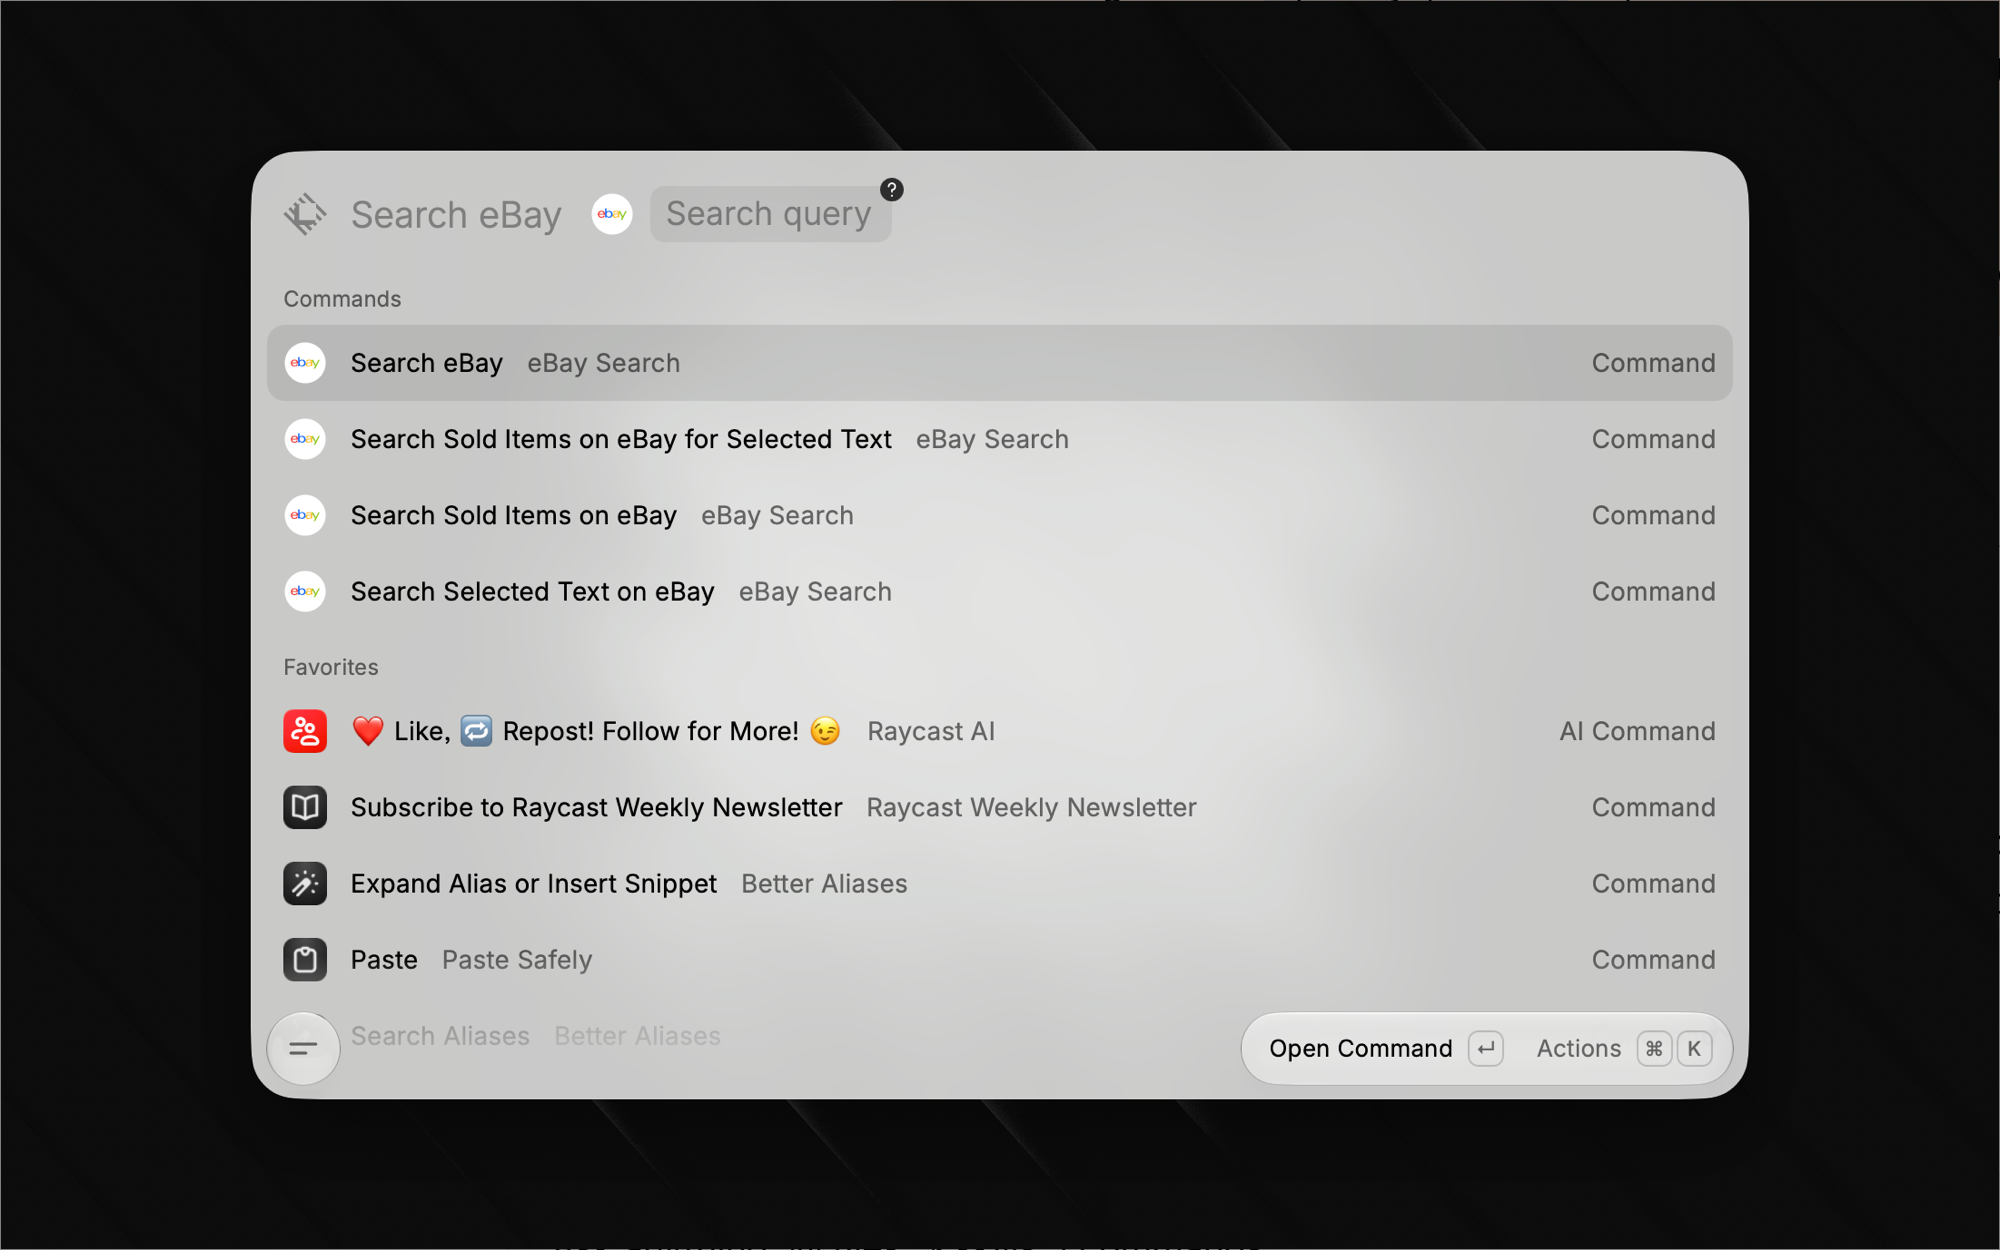 Search eBay ebay Search query ?
Commands
ebay Search eBay eBay Search Command
ebay Search Sold Items on eBay for Selected Text eBay Search Command
ebay Search Sold Items on eBay eBay Search Command
ebay Search Selected Text on eBay eBay Search Command
Favorites
❤️ Like, 🔁 Repost! Follow for More! 😉 Raycast AI AI Command
Subscribe to Raycast Weekly Newsletter Raycast Weekly Newsletter Command
Expand Alias or Insert Snippet Better Aliases Command
Paste Paste Safely Command
Search Aliases Better Aliases
Open Command ↵ Actions ⌘ K